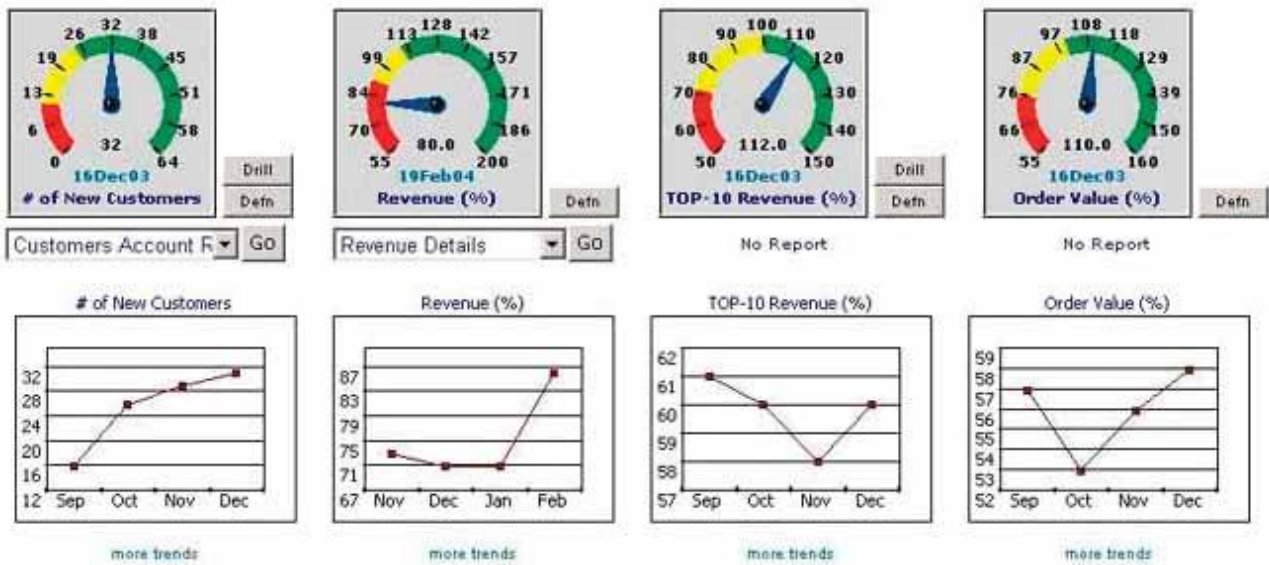 32
26 38
19 45
13 51
6 58
0 32 64
16Dec03
# of New Customers
Drill
Defn
Customers Account R Go
128
113 142
99 157
84 171
70 186
55 80.0 200
19Feb04
Revenue (%)
Defn
Revenue Details Go
100
90 110
80 120
70 130
60 140
50 112.0 150
16Dec03
TOP-10 Revenue (%)
Drill
Defn
No Report
108
97 118
87 129
76 139
66 150
55 110.0 160
16Dec03
Order Value (%)
Defn
No Report
# of New Customers
32
28
24
20
16
12
Sep Oct Nov Dec
more trends
Revenue (%)
87
83
79
75
71
67
Nov Dec Jan Feb
more trends
TOP-10 Revenue (%)
62
61
60
59
58
57
Sep Oct Nov Dec
more trends
Order Value (%)
59
58
57
56
55
54
53
52
Sep Oct Nov Dec
more trends